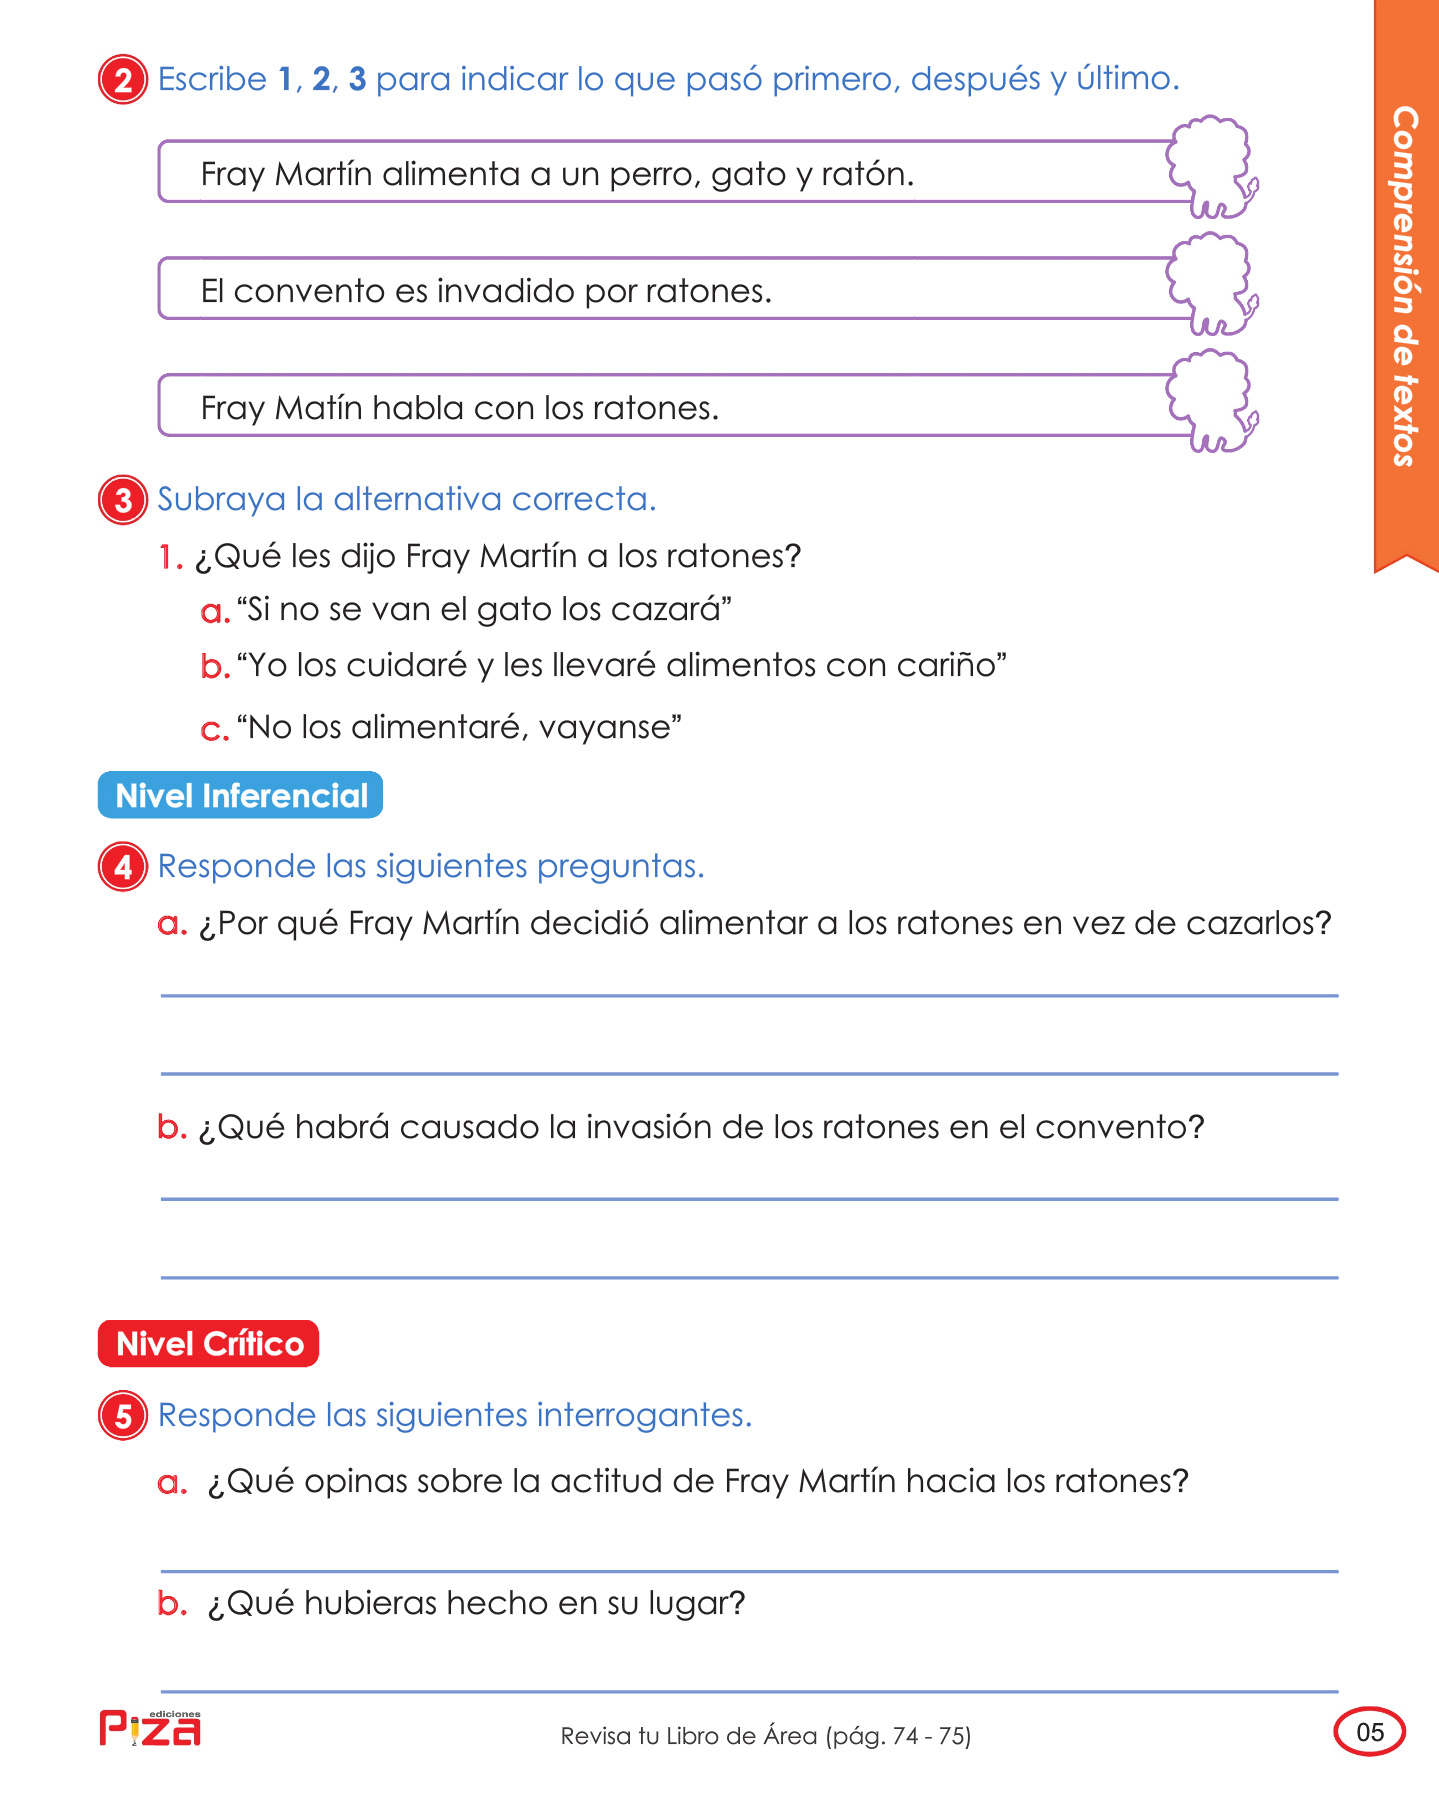 2 Escribe 1, 2, 3 para indicar lo que pasó primero, después y último.
Fray Martín alimenta a un perro, gato y ratón.
El convento es invadido por ratones.
Fray Matín habla con los ratones.
3 Subraya la alternativa correcta.
1. ¿Qué les dijo Fray Martín a los ratones?
a. “Si no se van el gato los cazará”
b. “Yo los cuidaré y les llevaré alimentos con cariño”
c. “No los alimentaré, vayanse”
Nivel Inferencial
4 Responde las siguientes preguntas.
a. ¿Por qué Fray Martín decidió alimentar a los ratones en vez de cazarlos?
b. ¿Qué habrá causado la invasión de los ratones en el convento?
Nivel Crítico
5 Responde las siguientes interrogantes.
a. ¿Qué opinas sobre la actitud de Fray Martín hacia los ratones?
b. ¿Qué hubieras hecho en su lugar?
ediciones
Piza
Revisa tu Libro de Área (pág. 74 - 75)
05
Comprensión de textos